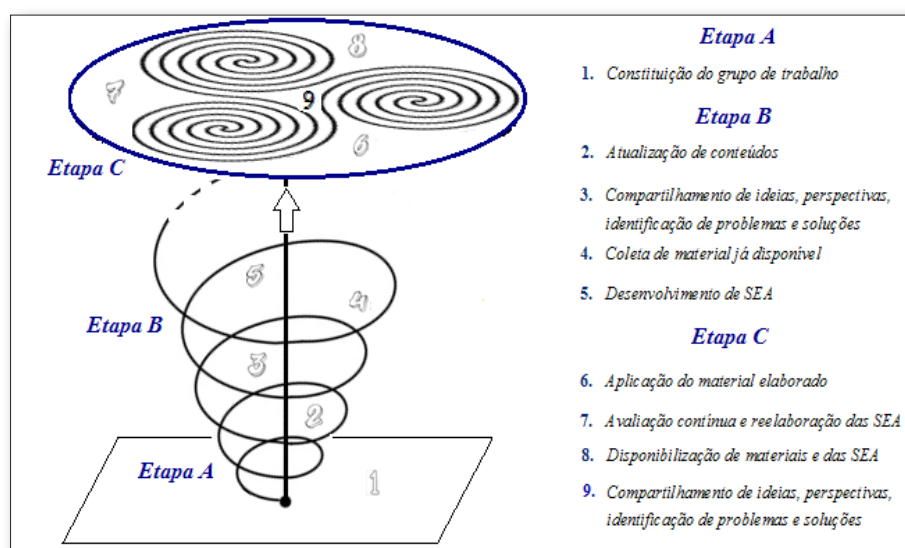 8
7
9
6
Etapa C
5
4
Etapa B
3
2
Etapa A
1
Etapa A
1. Constituição do grupo de trabalho
Etapa B
2. Atualização de conteúdos
3. Compartilhamento de ideias, perspectivas,
identificação de problemas e soluções
4. Coleta de material já disponível
5. Desenvolvimento de SEA
Etapa C
6. Aplicação do material elaborado
7. Avaliação contínua e reelaboração das SEA
8. Disponibilização de materiais e das SEA
9. Compartilhamento de ideias, perspectivas,
identificação de problemas e soluções